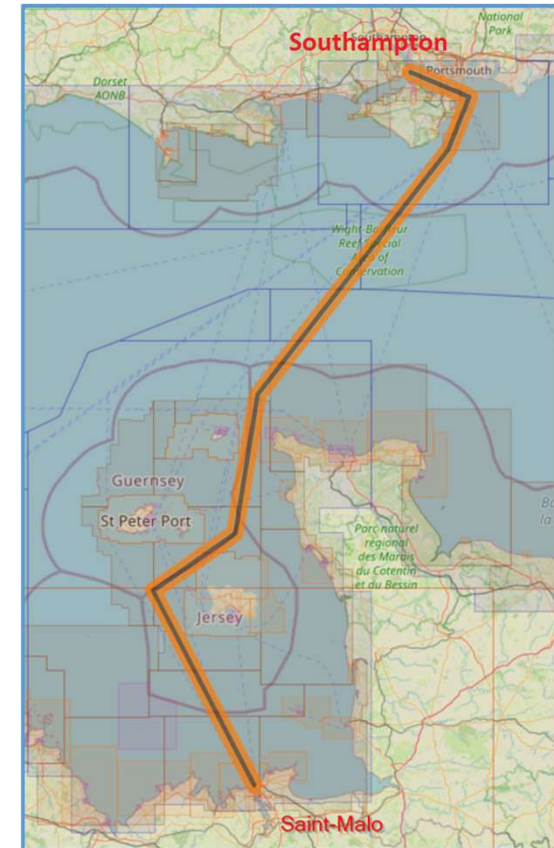 National
Park
Southampton
Southampton
Portsmouth
Dorset
AONB
Wight-Barfleur
Reef Special
Area of
Conservation
Guernsey
St Peter Port
Parc naturel
régional
des Marais
du Cotentin
et du Bessin
Jersey
Saint-Malo